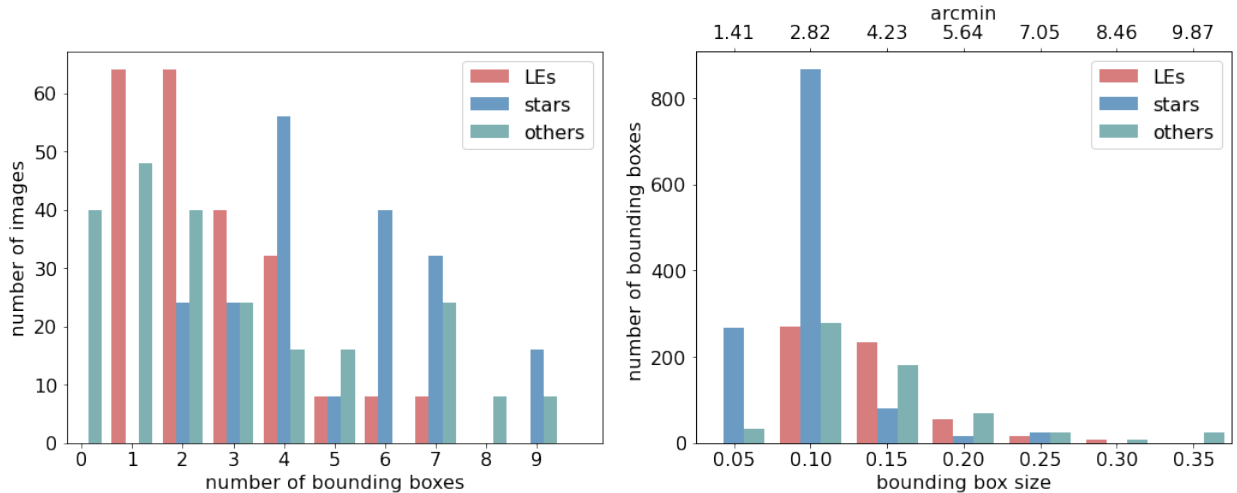 arcmin
1.41 2.82 4.23 5.64 7.05 8.46 9.87
LEs
stars
others
number of images
60
50
40
30
20
10
0
0 1 2 3 4 5 6 7 8 9
number of bounding boxes
LEs
stars
others
number of bounding boxes
800
600
400
200
0
0.05 0.10 0.15 0.20 0.25 0.30 0.35
bounding box size